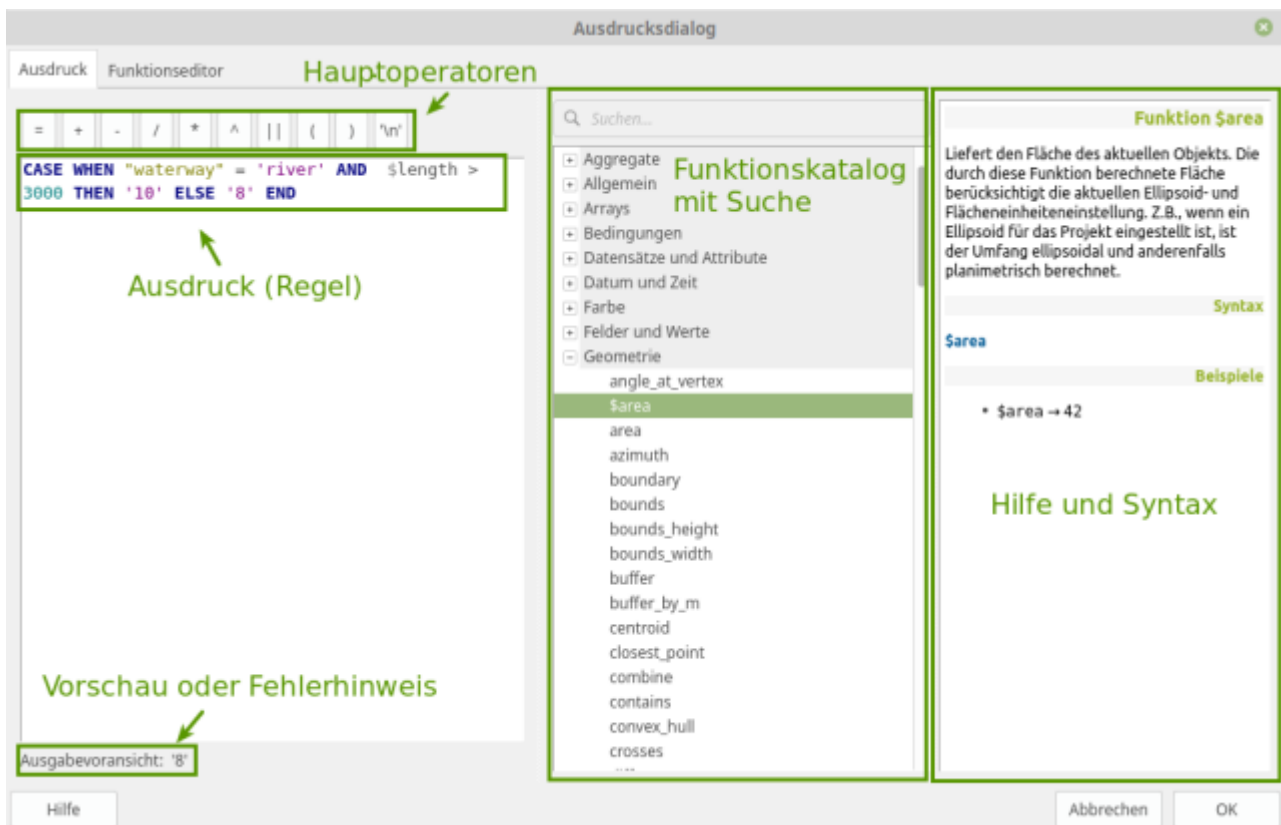 Ausdrucksdialog
Ausdruck Funktionseditor
Hauptoperatoren
= + - / * ^ || ( ) '\n'
CASE WHEN "waterway" = 'river' AND $length >
3000 THEN '10' ELSE '8' END
Ausdruck (Regel)
Vorschau oder Fehlerhinweis
Ausgabevoransicht: '8'
Suchen...
Funktionskatalog
mit Suche
Aggregate
Allgemein
Arrays
Bedingungen
Datensätze und Attribute
Datum und Zeit
Farbe
Felder und Werte
Geometrie
angle_at_vertex
$area
area
azimuth
boundary
bounds
bounds_height
bounds_width
buffer
buffer_by_m
centroid
closest_point
combine
contains
convex_hull
crosses
Funktion $area
Liefert den Fläche des aktuellen Objekts. Die
durch diese Funktion berechnete Fläche
berücksichtigt die aktuellen Ellipsoid- und
Flächeneinheiteneinstellung. Z.B., wenn ein
Ellipsoid für das Projekt eingestellt ist, ist
der Umfang ellipsoidal und anderenfalls
planimetrisch berechnet.
Syntax
$area
Beispiele
• $area → 42
Hilfe und Syntax
Hilfe
Abbrechen OK